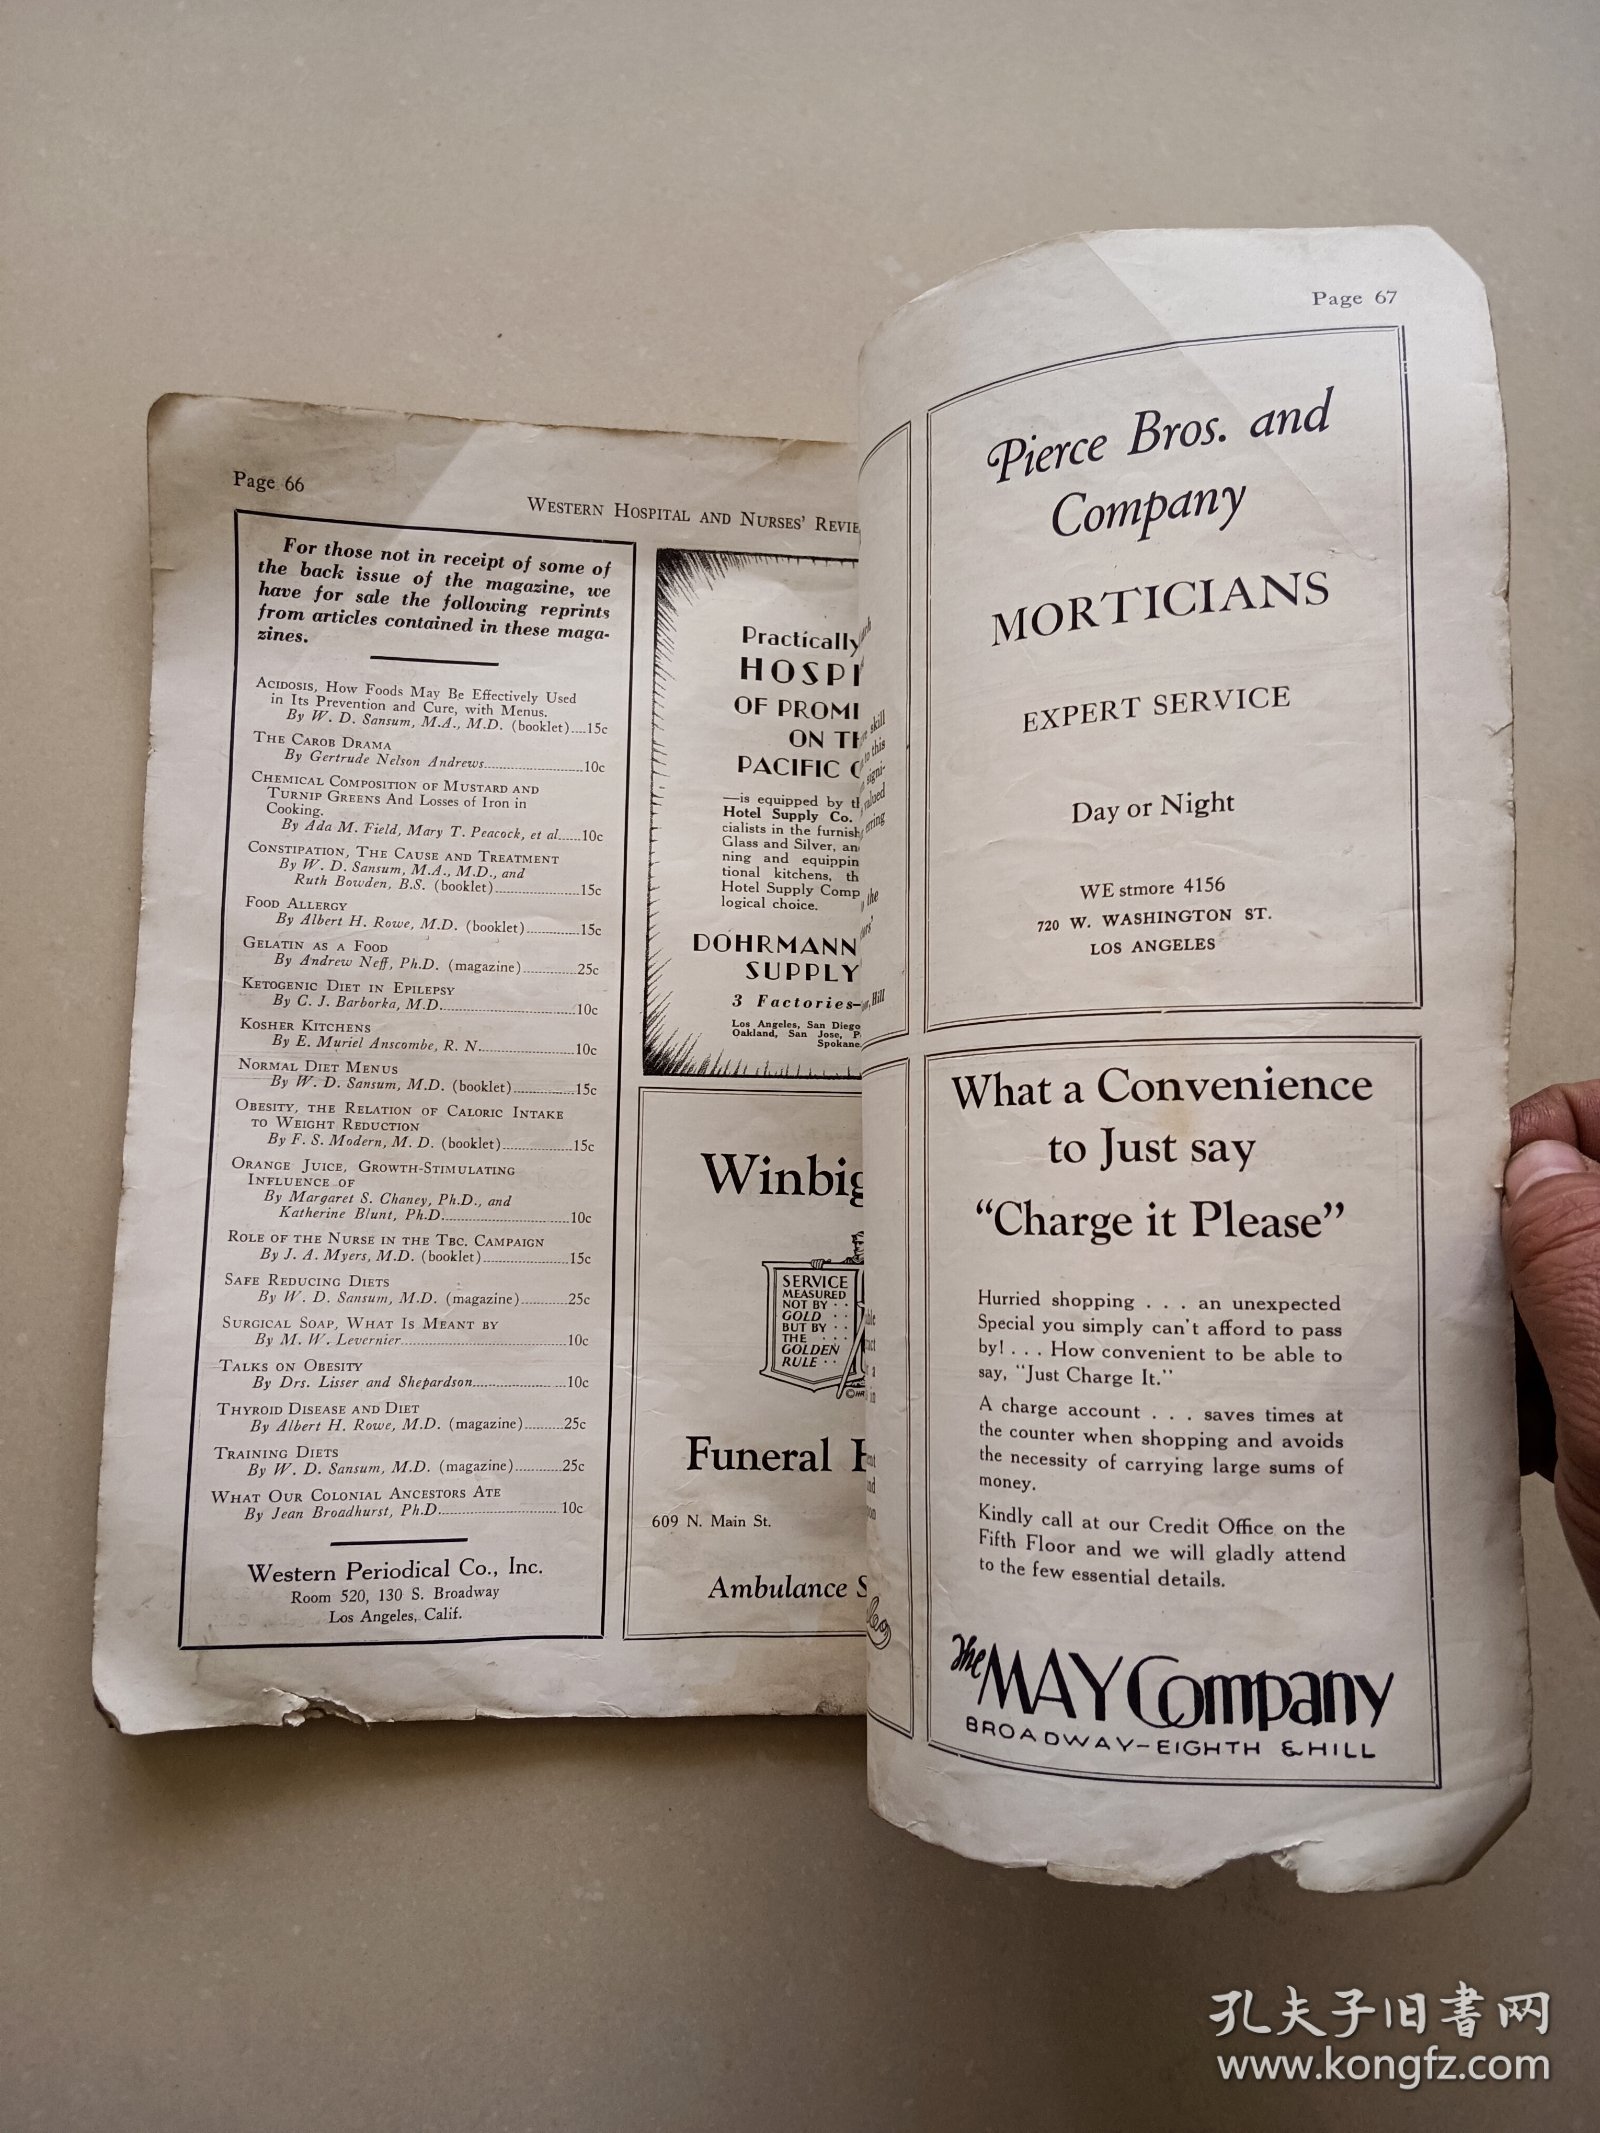 Page 66
WESTERN HOSPITAL AND NURSES'
For those not in receipt of some of
the back issue of the magazine, we
have for sale the following reprints
from articles contained in these maga-
zines.
ACIDOSIS, How Foods May Be Effectively Used
in Its Prevention and Cure, with Menus.
By W. D. Sansum, M.A., M.D. (booklet)....15c
THE CAROB DRAMA
By Gertrude Nelson Andrews....................10c
CHEMICAL COMPOSITION OF MUSTARD AND
TURNIP GREENS And Losses of Iron in
Cooking.
By Ada M. Field, Mary T. Peacock, et al.....10c
CONSTIPATION, THE CAUSE AND TREATMENT
By W. D. Sansum, M.A., M.D., and
Ruth Bowden, B.S. (booklet)..................15c
FOOD ALLERGY
By Albert H. Rowe, M.D. (booklet)............15c
GELATIN AS A FOOD
By Andrew Neff, Ph.D. (magazine)............25c
KETOGENIC DIET IN EPILEPSY
By C. J. Barborka, M.D............................10c
KOSHER KITCHENS
By E. Muriel Anscombe, R. N....................10c
NORMAL DIET MENUS
By W. D. Sansum, M.D. (booklet).............15c
OBESITY, THE RELATION OF CALORIC INTAKE
TO WEIGHT REDUCTION
By F. S. Modern, M. D. (booklet)..............15c
ORANGE JUICE, GROWTH-STIMULATING
INFLUENCE OF
By Margaret S. Chaney, Ph.D., and
Katherine Blunt, Ph.D..........................10c
ROLE OF THE NURSE IN THE TBC. CAMPAIGN
By J. A. Myers, M.D. (booklet)..................15c
SAFE REDUCING DIETS
By W. D. Sansum, M.D. (magazine)...........25c
SURGICAL SOAP, WHAT IS MEANT BY
By M. W. Levernier..................................10c
TALKS ON OBESITY
By Drs. Lisser and Shepardson...................10c
THYROID DISEASE AND DIET
By Albert H. Rowe, M.D. (magazine)........25c
TRAINING DIETS
By W. D. Sansum, M.D. (magazine)...........25c
WHAT OUR COLONIAL ANCESTORS ATE
By Jean Broadhurst, Ph.D.........................10c
Western Periodical Co., Inc.
Room 520, 130 S. Broadway
Los Angeles, Calif.
Practically
OF
ON
PACIFIC
—is equipped by
Hotel Supply Co.
cialists in the
Glass and Silver,
ning and
tional kitchens,
Hotel Supply
logical choice.
DOHRMANN
SUPPLY
3 Factories—
Los Angeles, San Diego
Oakland, San Jose,
Spokane
SERVICE
MEASURED
NOT BY
GOLD
BUT BY
THE
GOLDEN
RULE
Funeral
609 N. Main St.
Ambulance
Page 67
Pierce Bros. and
Company
MORTICIANS
EXPERT SERVICE
Day or Night
WEstmore 4156
720 W. WASHINGTON ST.
LOS ANGELES
What a Convenience
to Just say
“Charge it Please”
Hurried shopping . . . an unexpected
Special you simply can't afford to pass
by! . . . How convenient to be able to
say, "Just Charge It."
A charge account . . . saves times at
the counter when shopping and avoids
the necessity of carrying large sums of
money.
Kindly call at our Credit Office on the
Fifth Floor and we will gladly attend
to the few essential details.
The MAY Company
BROADWAY—EIGHTH & HILL
孔夫子旧书网
www.kongfz.com